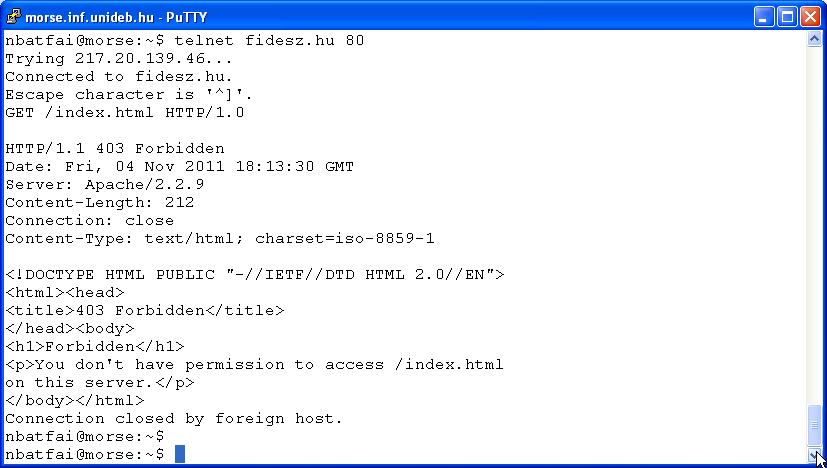 morse.inf.unideb.hu - PuTTY
nbatfai@morse:~$ telnet fidesz.hu 80
Trying 217.20.139.46...
Connected to fidesz.hu.
Escape character is '^]'.
GET /index.html HTTP/1.0

HTTP/1.1 403 Forbidden
Date: Fri, 04 Nov 2011 18:13:30 GMT
Server: Apache/2.2.9
Content-Length: 212
Connection: close
Content-Type: text/html; charset=iso-8859-1

<!DOCTYPE HTML PUBLIC "-//IETF//DTD HTML 2.0//EN">
<html><head>
<title>403 Forbidden</title>
</head><body>
<h1>Forbidden</h1>
<p>You don't have permission to access /index.html
on this server.</p>
</body></html>
Connection closed by foreign host.
nbatfai@morse:~$
nbatfai@morse:~$